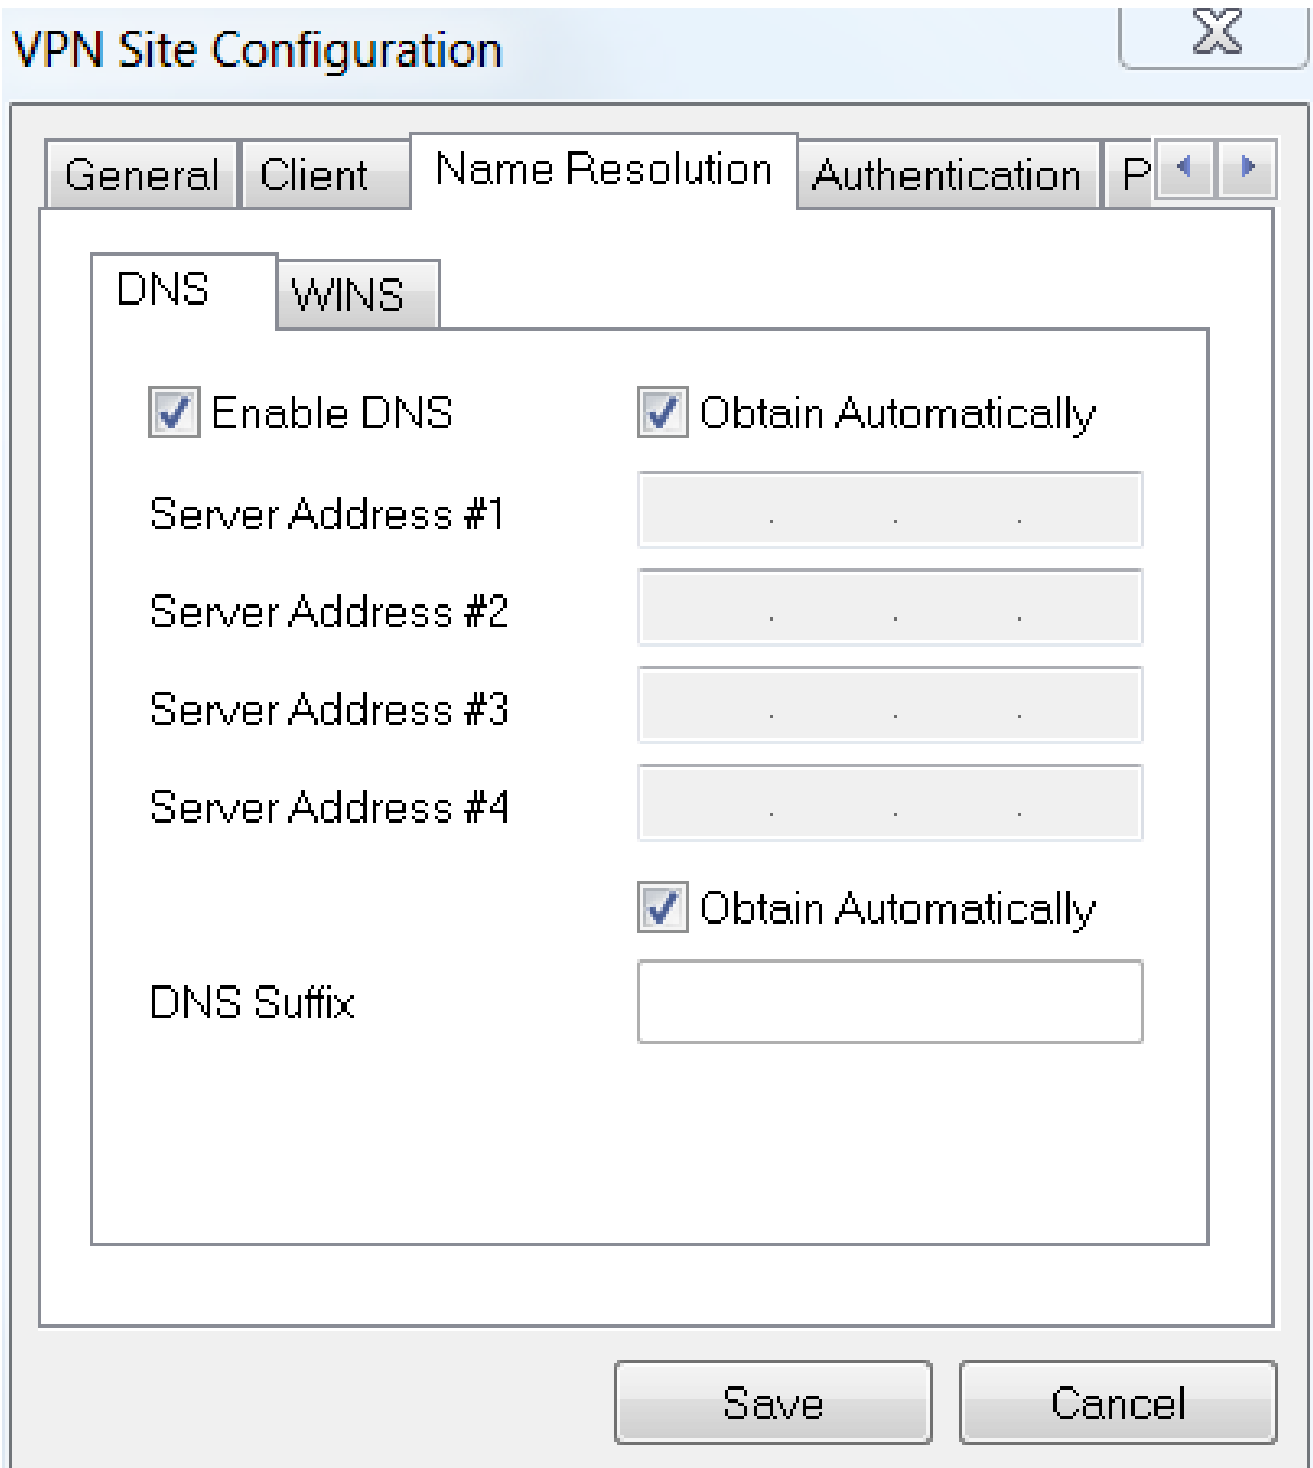 VPN Site Configuration
General Client Name Resolution Authentication P
DNS WINS
Enable DNS Obtain Automatically
Server Address #1 . . .
Server Address #2 . . .
Server Address #3 . . .
Server Address #4 . . .
Obtain Automatically
DNS Suffix
Save Cancel